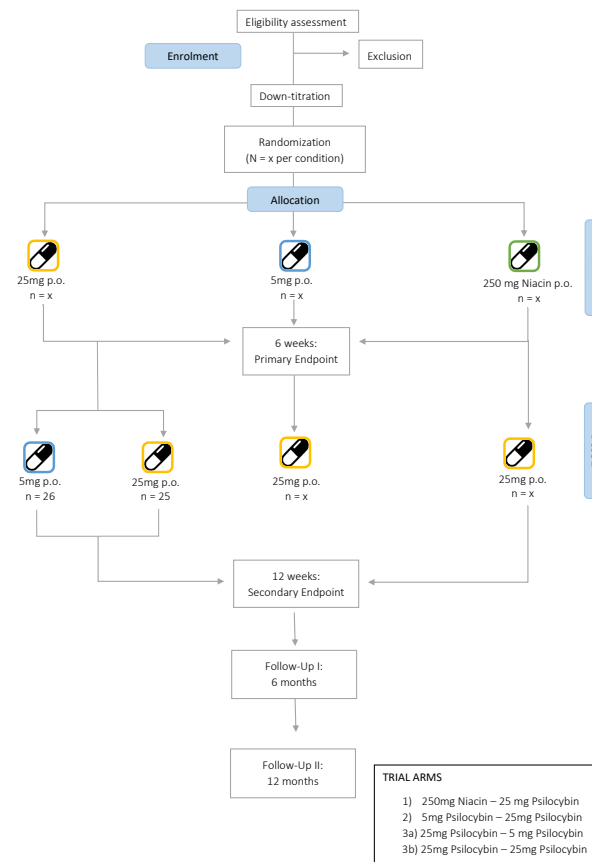 Eligibility assessment
Enrolment
Exclusion
Down-titration
Randomization
(N = x per condition)
Allocation
25mg p.o.
n = x
5mg p.o.
n = x
250 mg Niacin p.o.
n = x
6 weeks:
Primary Endpoint
5mg p.o.
n = 26
25mg p.o.
n = 25
25mg p.o.
n = x
25mg p.o.
n = x
12 weeks:
Secondary Endpoint
Follow-Up I:
6 months
Follow-Up II:
12 months
TRIAL ARMS
1) 250mg Niacin – 25 mg Psilocybin
2) 5mg Psilocybin – 25mg Psilocybin
3a) 25mg Psilocybin – 5 mg Psilocybin
3b) 25mg Psilocybin – 25mg Psilocybin